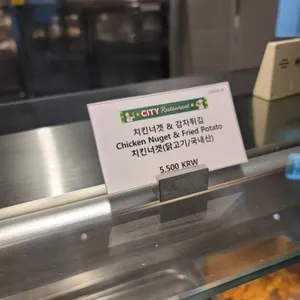 CITY Restaurant
치킨너겟 & 감자튀김
Chicken Nuget & Fried Potato
치킨너겟(닭고기/국내산)
5,500 KRW